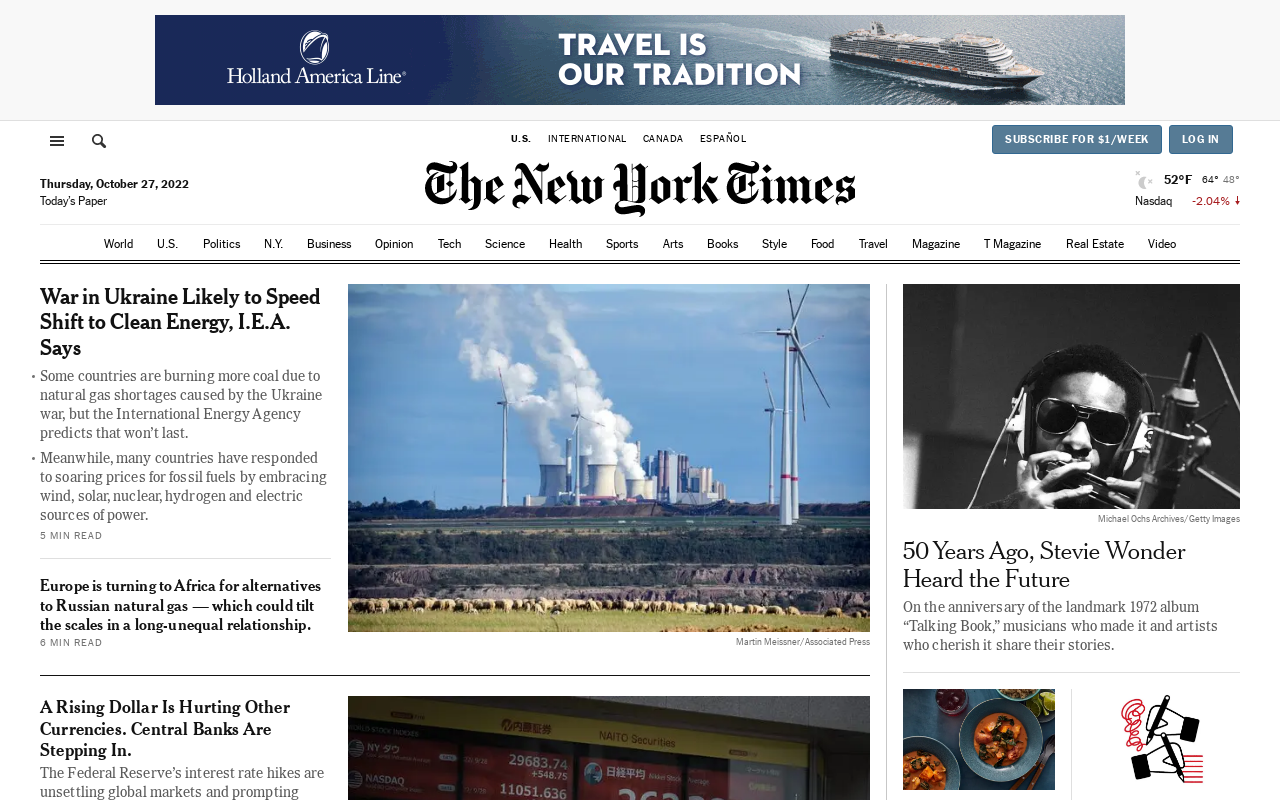 Holland America Line
TRAVEL IS
OUR TRADITION
U.S. INTERNATIONAL CANADA ESPAÑOL
SUBSCRIBE FOR $1/WEEK
LOG IN
Thursday, October 27, 2022
Today's Paper
The New York Times
52°F 64° 48°
Nasdaq -2.04%
World U.S. Politics N.Y. Business Opinion Tech Science Health Sports Arts Books Style Food Travel Magazine T Magazine Real Estate Video
War in Ukraine Likely to Speed
Shift to Clean Energy, I.E.A.
Says
Some countries are burning more coal due to
natural gas shortages caused by the Ukraine
war, but the International Energy Agency
predicts that won't last.
Meanwhile, many countries have responded
to soaring prices for fossil fuels by embracing
wind, solar, nuclear, hydrogen and electric
sources of power.
5 MIN READ
Europe is turning to Africa for alternatives
to Russian natural gas — which could tilt
the scales in a long-unequal relationship.
6 MIN READ
Martin Meissner/Associated Press
A Rising Dollar Is Hurting Other
Currencies. Central Banks Are
Stepping In.
The Federal Reserve's interest rate hikes are
unsettling global markets and prompting
内藤証券
NAITO Securities
NY ダウ
29683.74
+548.75
NASDAQ
11051.636
日経平均
Nikkei Stock Average
Michael Ochs Archives/Getty Images
50 Years Ago, Stevie Wonder
Heard the Future
On the anniversary of the landmark 1972 album
“Talking Book,” musicians who made it and artists
who cherish it share their stories.